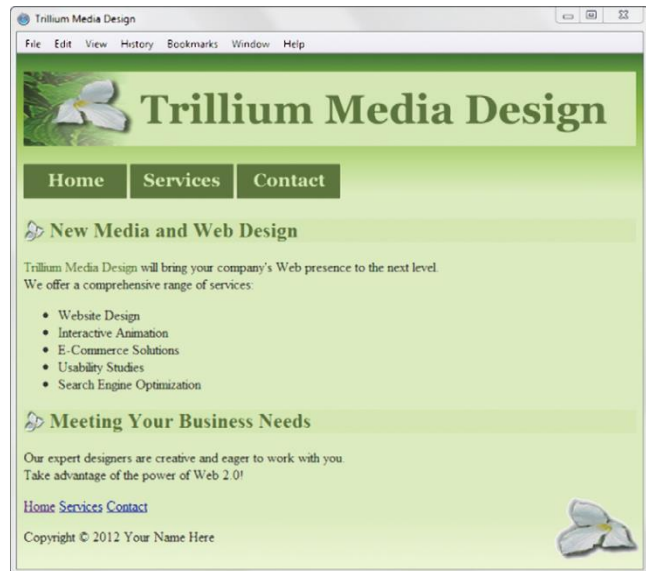 Trillium Media Design
File Edit View History Bookmarks Window Help
Trillium Media Design
Home Services Contact
New Media and Web Design
Trillium Media Design will bring your company's Web presence to the next level.
We offer a comprehensive range of services:
• Website Design
• Interactive Animation
• E-Commerce Solutions
• Usability Studies
• Search Engine Optimization
Meeting Your Business Needs
Our expert designers are creative and eager to work with you.
Take advantage of the power of Web 2.0!
Home Services Contact
Copyright © 2012 Your Name Here